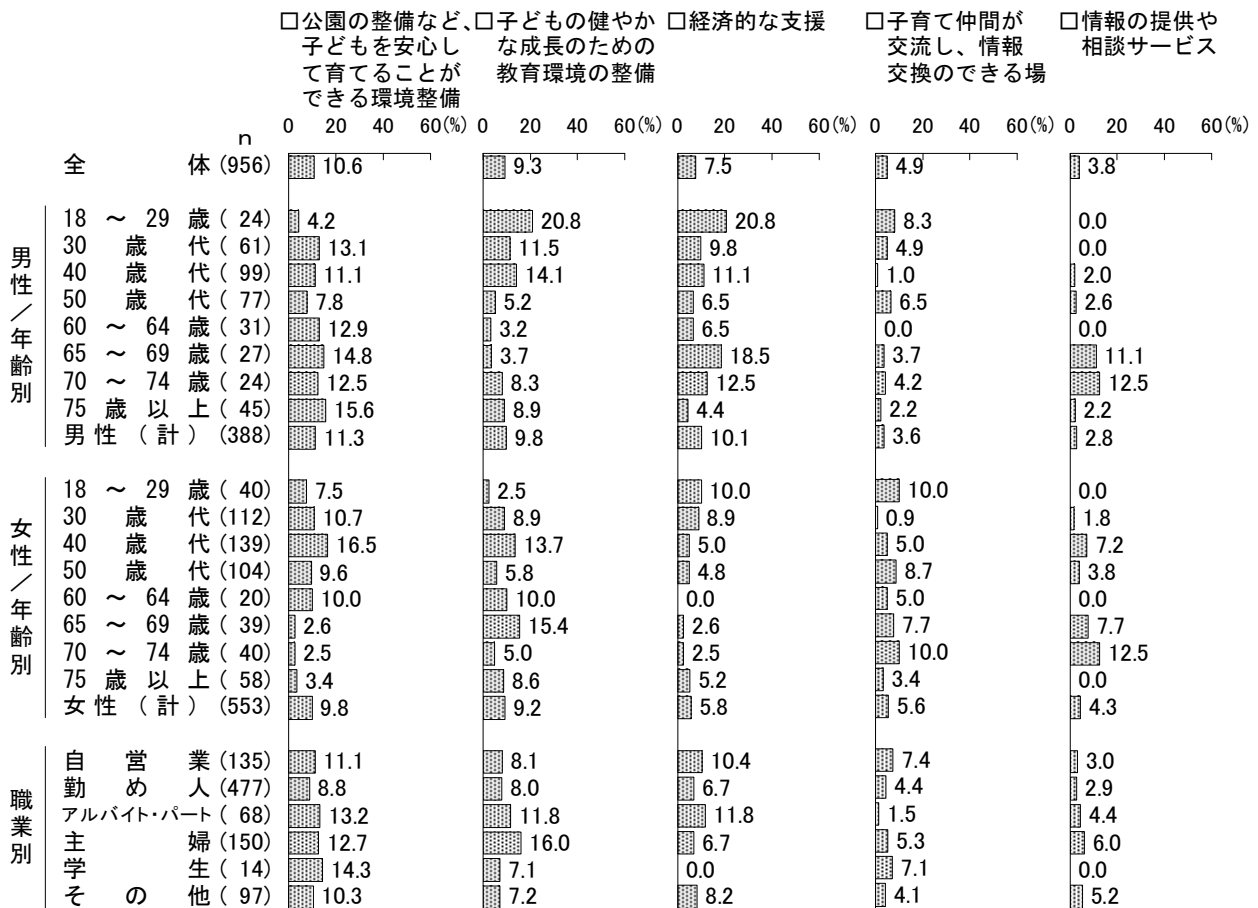 □公園の整備など、 □子どもの健やか □経済的な支援 □子育て仲間が □情報の提供や
子どもを安心し な成長のための 交流し、情報 相談サービス
て育てることが 教育環境の整備 交換のできる場
できる環境整備
n 0 20 40 60(%) 0 20 40 60(%) 0 20 40 60(%) 0 20 40 60(%) 0 20 40 60(%)
全体(956) 10.6 9.3 7.5 4.9 3.8
男性/年齢別
18 ~ 29 歳( 24) 4.2 20.8 20.8 8.3 0.0
30 歳代( 61) 13.1 11.5 9.8 4.9 0.0
40 歳代( 99) 11.1 14.1 11.1 1.0 2.0
50 歳代( 77) 7.8 5.2 6.5 6.5 2.6
60 ~ 64 歳( 31) 12.9 3.2 6.5 0.0 0.0
65 ~ 69 歳( 27) 14.8 3.7 18.5 3.7 11.1
70 ~ 74 歳( 24) 12.5 8.3 12.5 4.2 12.5
75 歳以上( 45) 15.6 8.9 4.4 2.2 2.2
男性(計)(388) 11.3 9.8 10.1 3.6 2.8
女性/年齢別
18 ~ 29 歳( 40) 7.5 2.5 10.0 10.0 0.0
30 歳代(112) 10.7 8.9 8.9 0.9 1.8
40 歳代(139) 16.5 13.7 5.0 5.0 7.2
50 歳代(104) 9.6 5.8 4.8 8.7 3.8
60 ~ 64 歳( 20) 10.0 10.0 0.0 5.0 0.0
65 ~ 69 歳( 39) 2.6 15.4 2.6 7.7 7.7
70 ~ 74 歳( 40) 2.5 5.0 2.5 10.0 12.5
75 歳以上( 58) 3.4 8.6 5.2 3.4 0.0
女性(計)(553) 9.8 9.2 5.8 5.6 4.3
職業別
自営業(135) 11.1 8.1 10.4 7.4 3.0
勤め人(477) 8.8 8.0 6.7 4.4 2.9
アルバイト・パート( 68) 13.2 11.8 11.8 1.5 4.4
主婦(150) 12.7 16.0 6.7 5.3 6.0
学生( 14) 14.3 7.1 0.0 7.1 0.0
その他( 97) 10.3 7.2 8.2 4.1 5.2